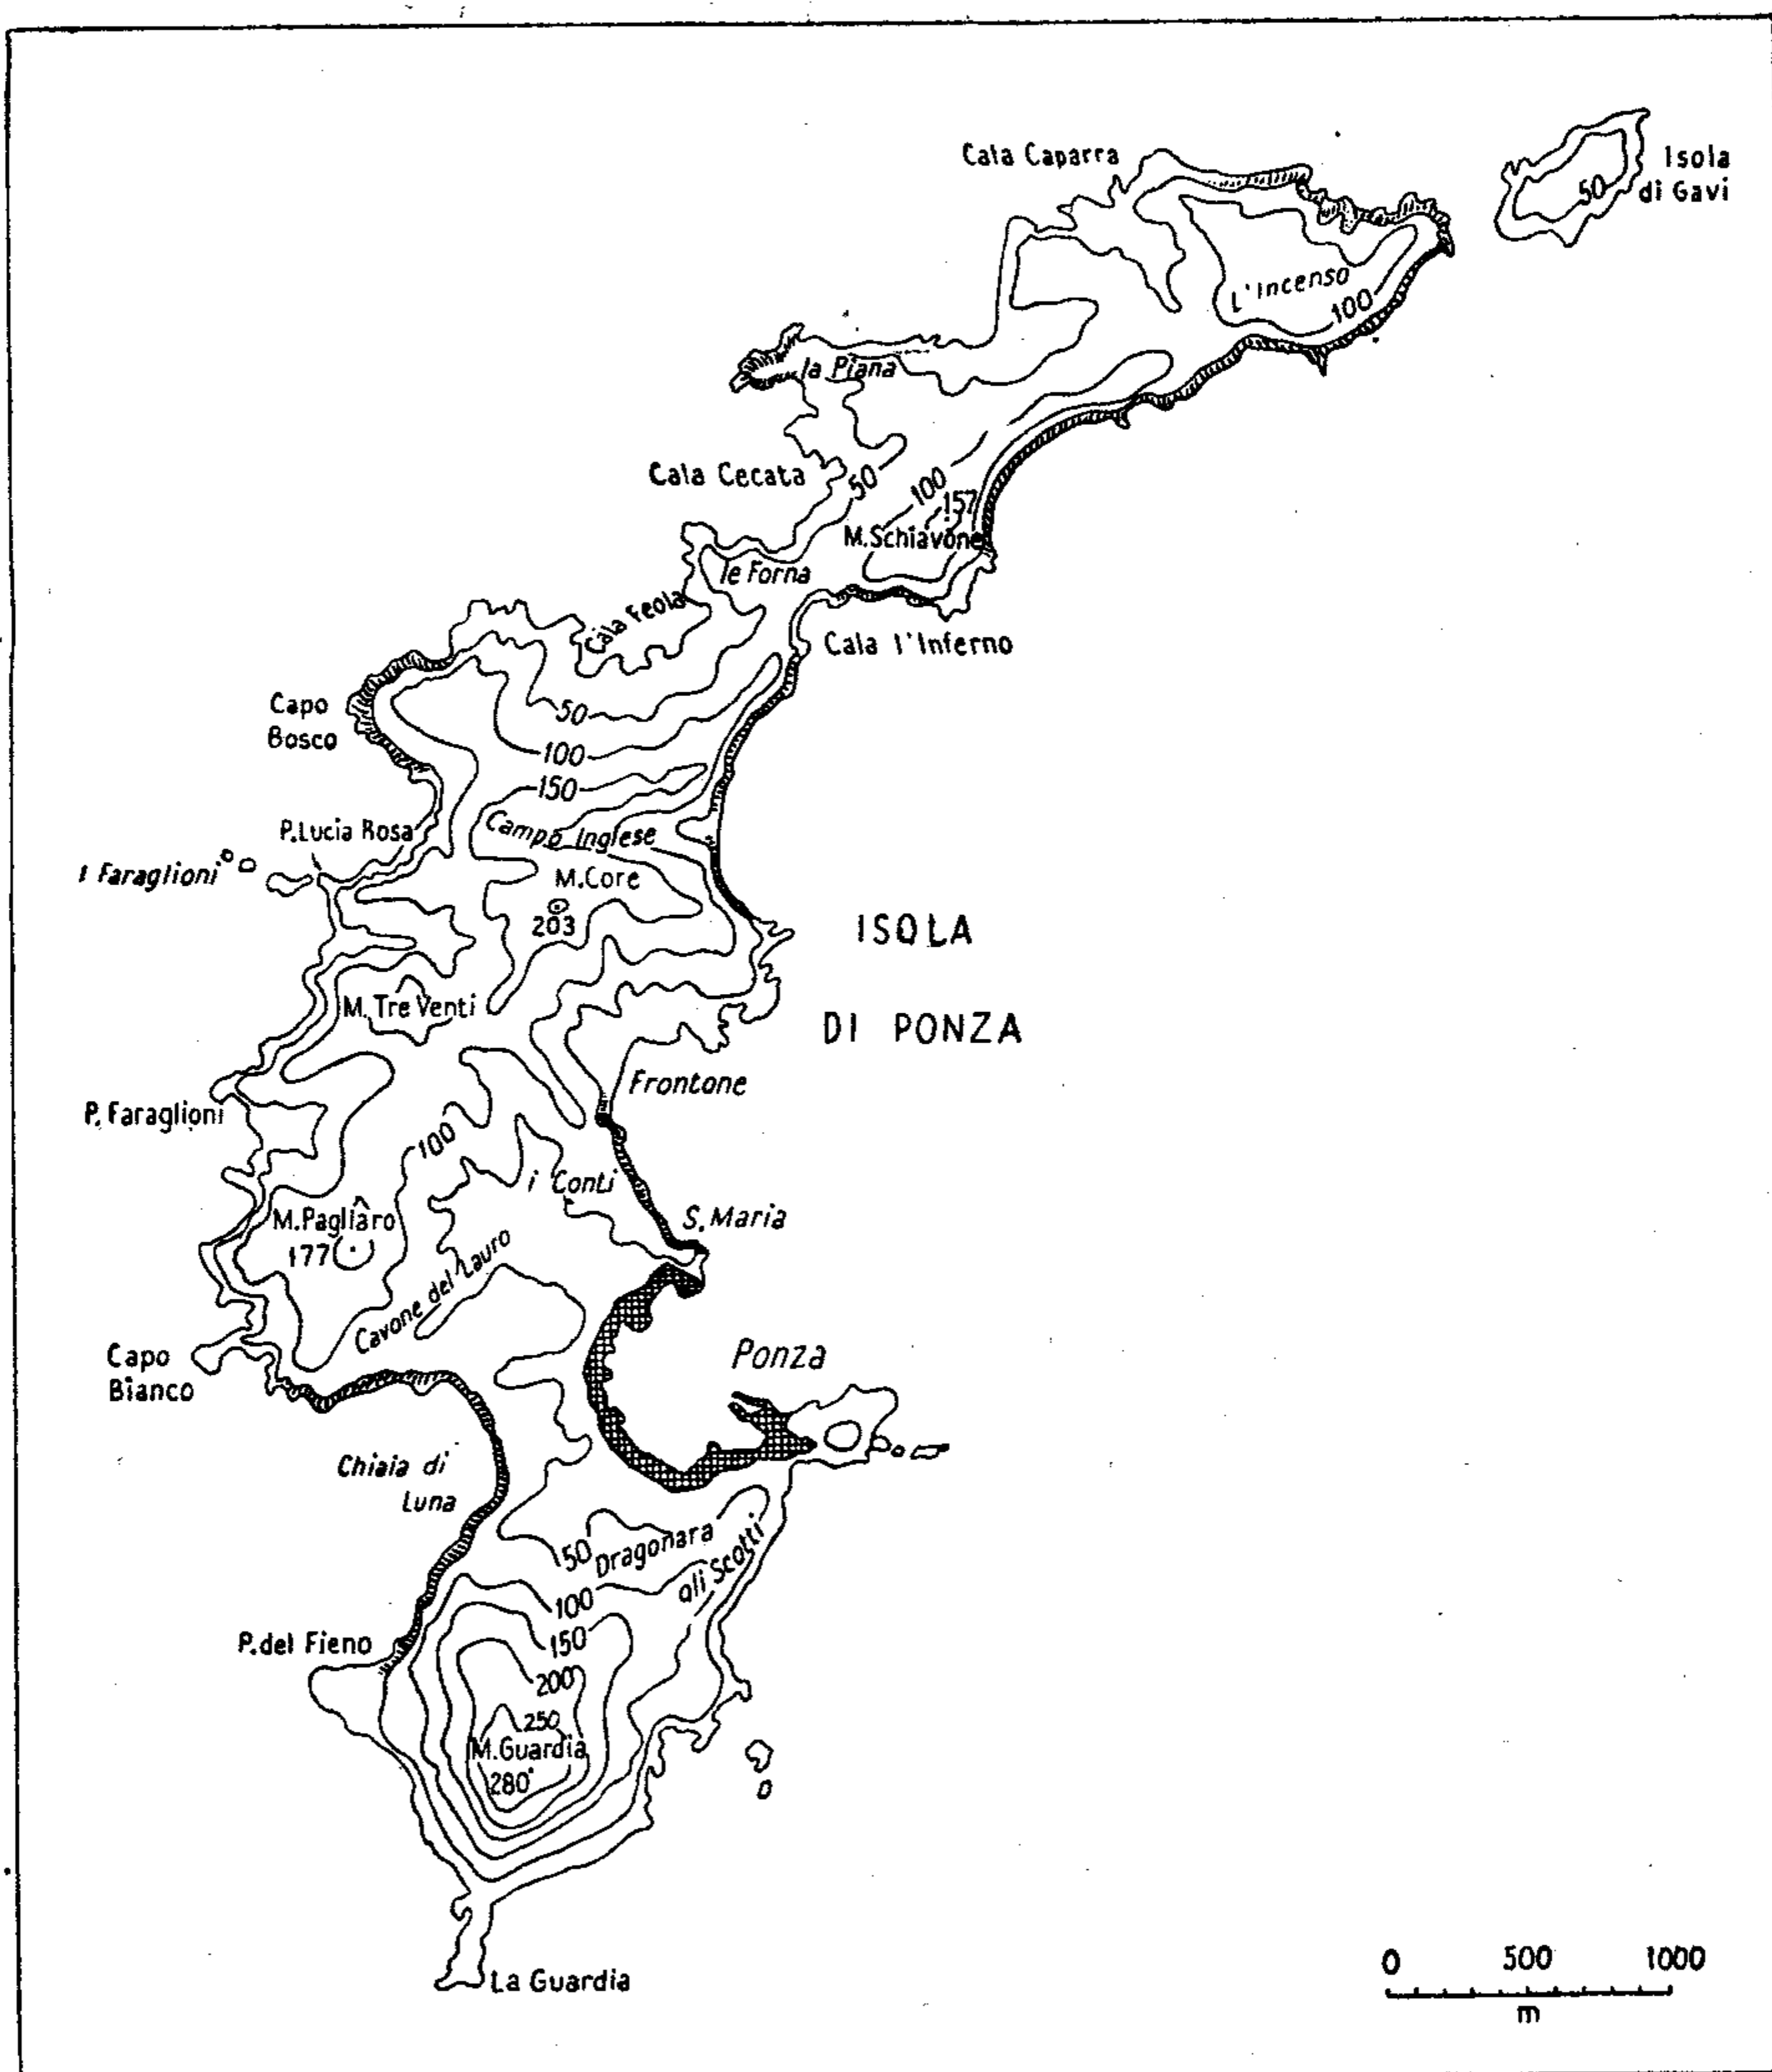 Cala Caparra
Isola
di Gavi
50
L'Incenso
100
la Piana
Cala Cecata
50
100
157
M.Schiavone
le Forna
Cala Feola
Cala l'Inferno
Capo
Bosco
50
100
150
Campo Inglese
P.Lucia Rosa
I Faraglioni
M.Core
203
ISOLA
DI PONZA
M. Tre Venti
Frontone
P. Faraglioni
100
i Conti
S.Maria
M.Pagliaro
177
Cavone del Lauro
Capo
Bianco
Ponza
Chiaia di
Luna
50
Dragonara
gli Scotti
100
P.del Fieno
150
200
250
M.Guardia
280
La Guardia
0 500 1000
m